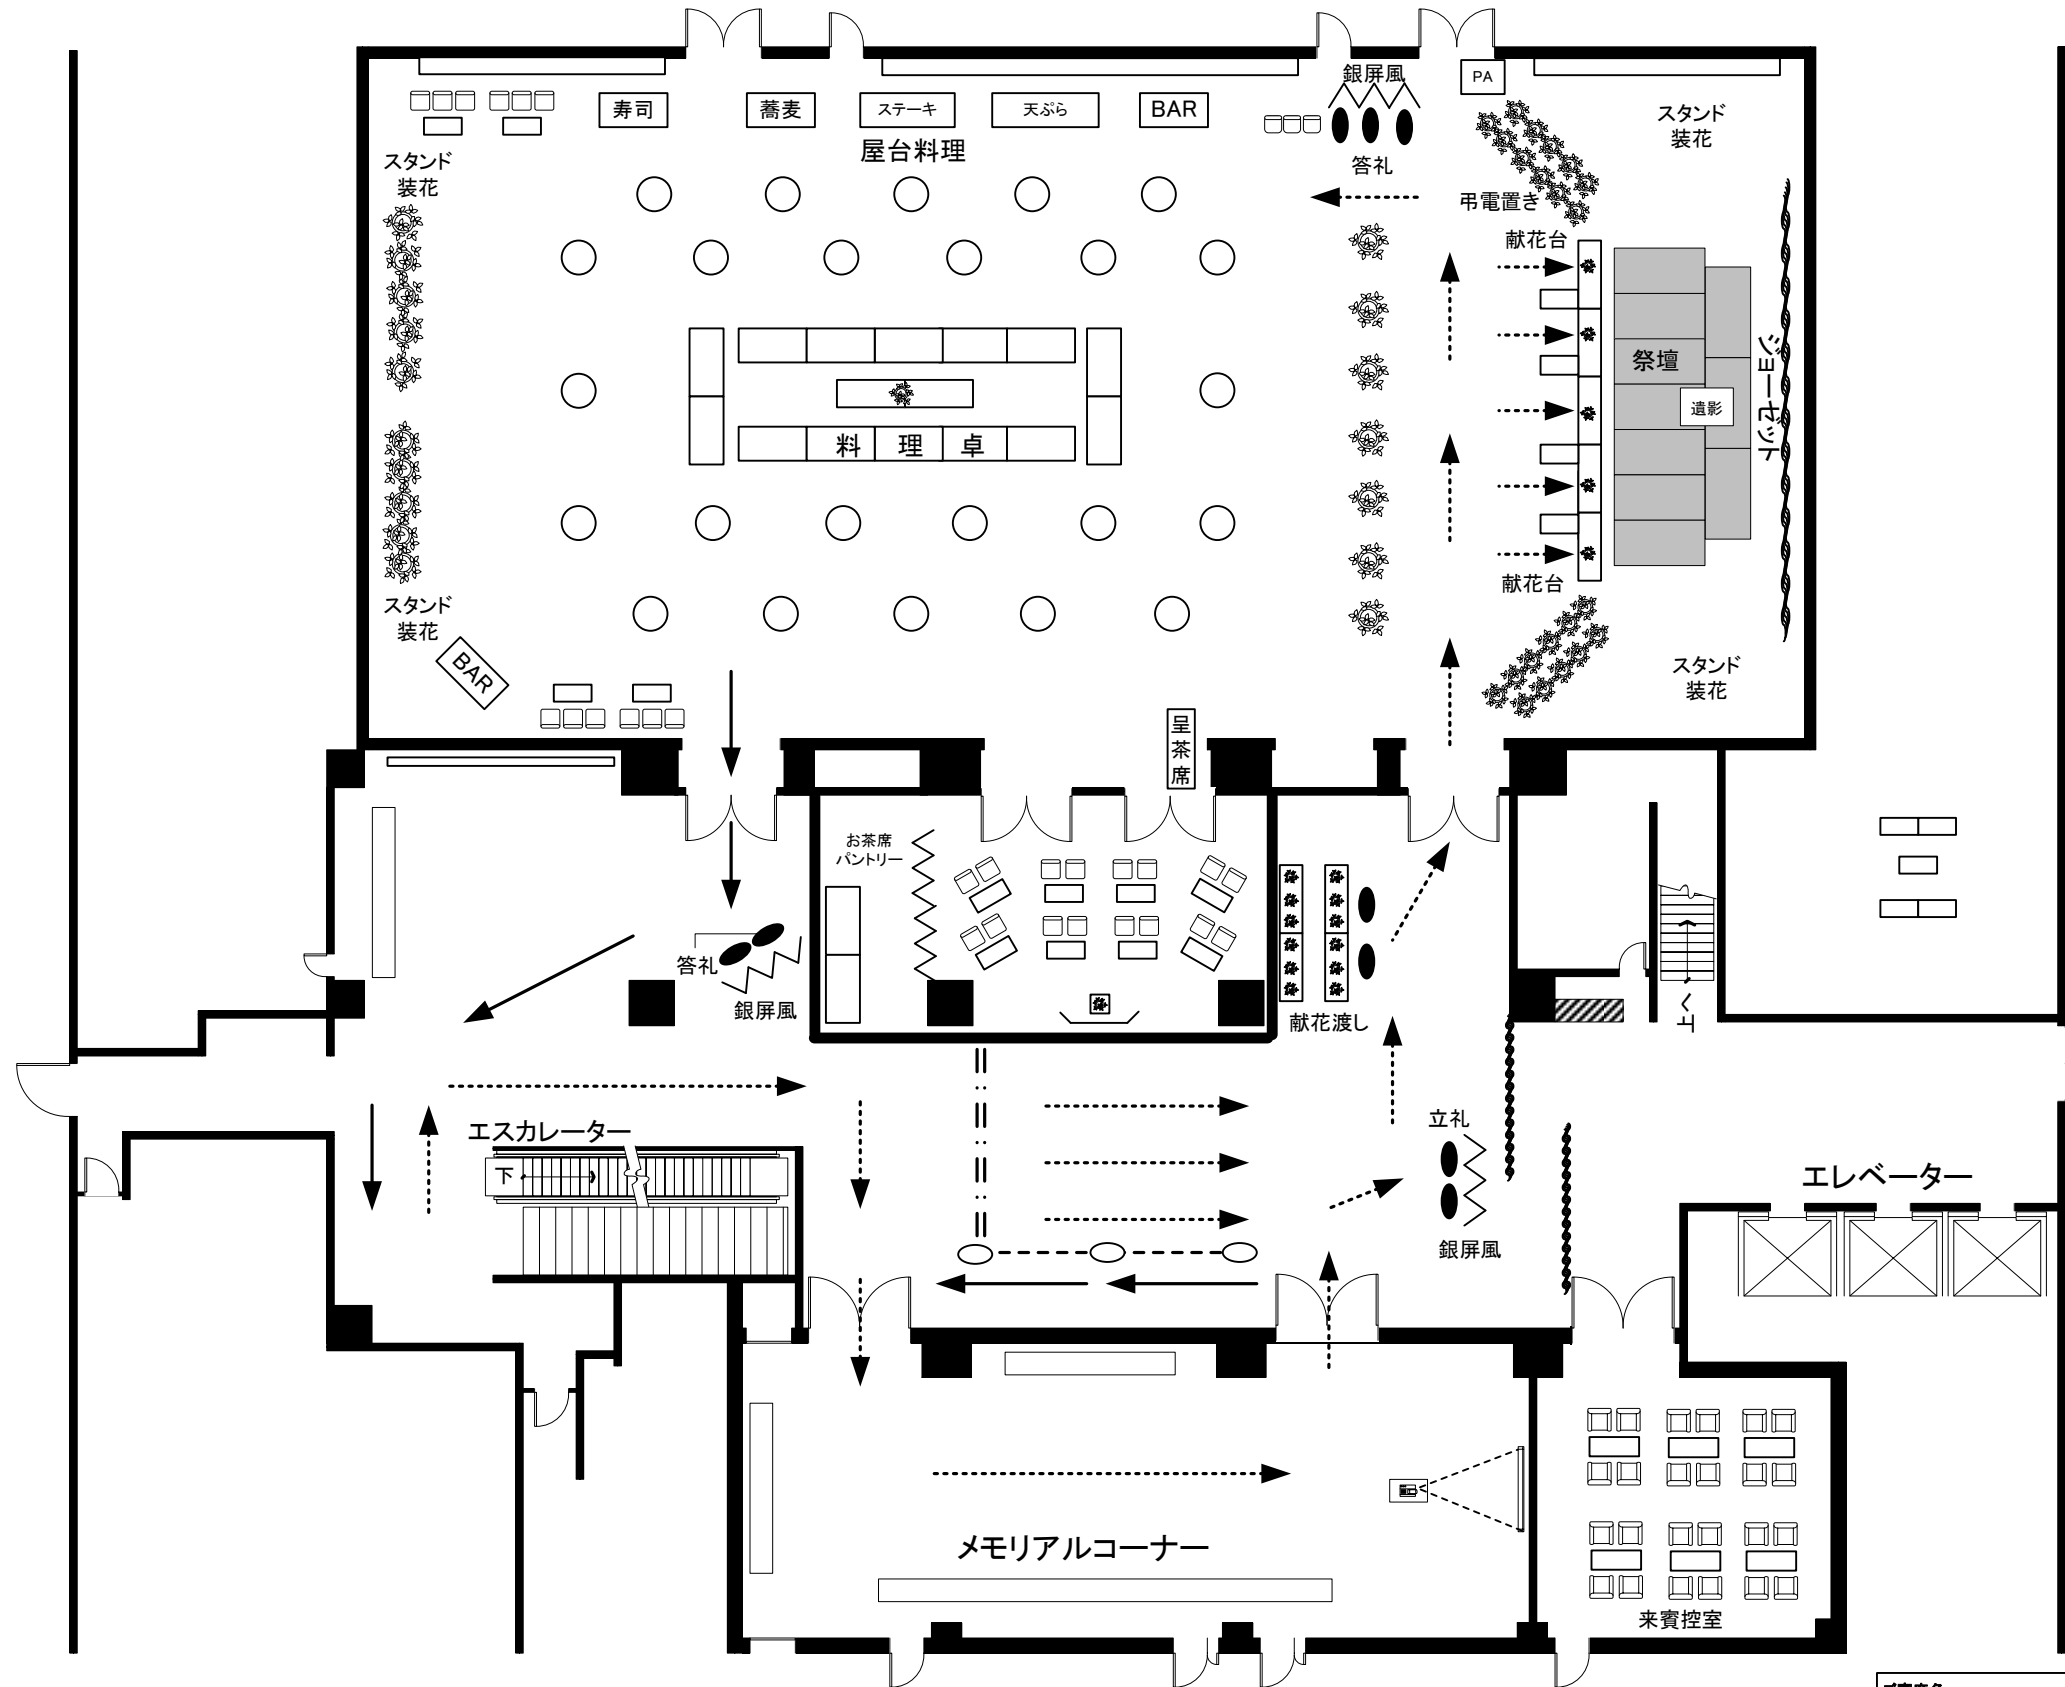 銀屏風
PA
寿司
蕎麦
ステーキ
天ぷら
BAR
スタンド
装花
屋台料理
スタンド
装花
答礼
弔電置き
献花台
祭壇
遺影
ジョーゼット
料理卓
献花台
スタンド
装花
BAR
スタンド
装花
呈茶席
お茶席
パントリー
答礼
銀屏風
献花渡し
下
エスカレーター
下
立礼
銀屏風
エレベーター
メモリアルコーナー
来賓控室